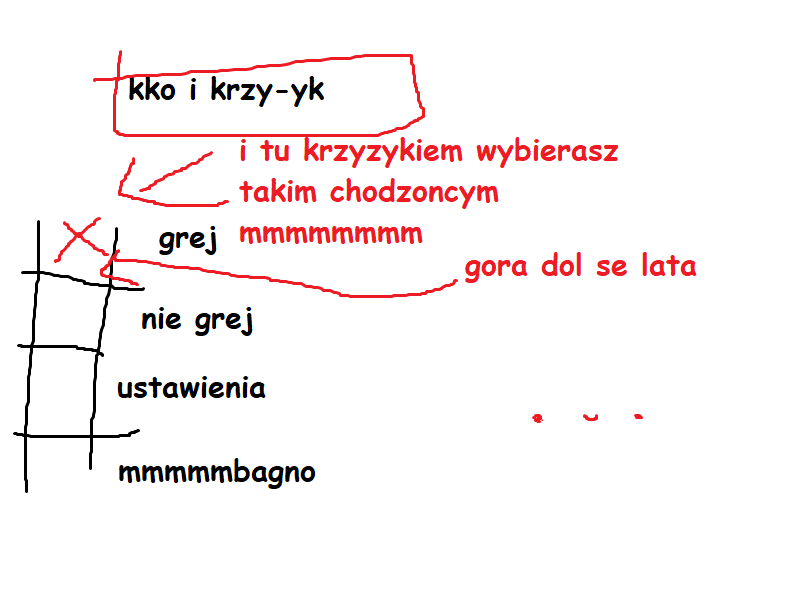 kko i krzy-yk
i tu krzyzykiem wybierasz
takim chodzoncym
mmmmmmmm
grej
gora dol se lata
nie grej
ustawienia
mmmmmbagno